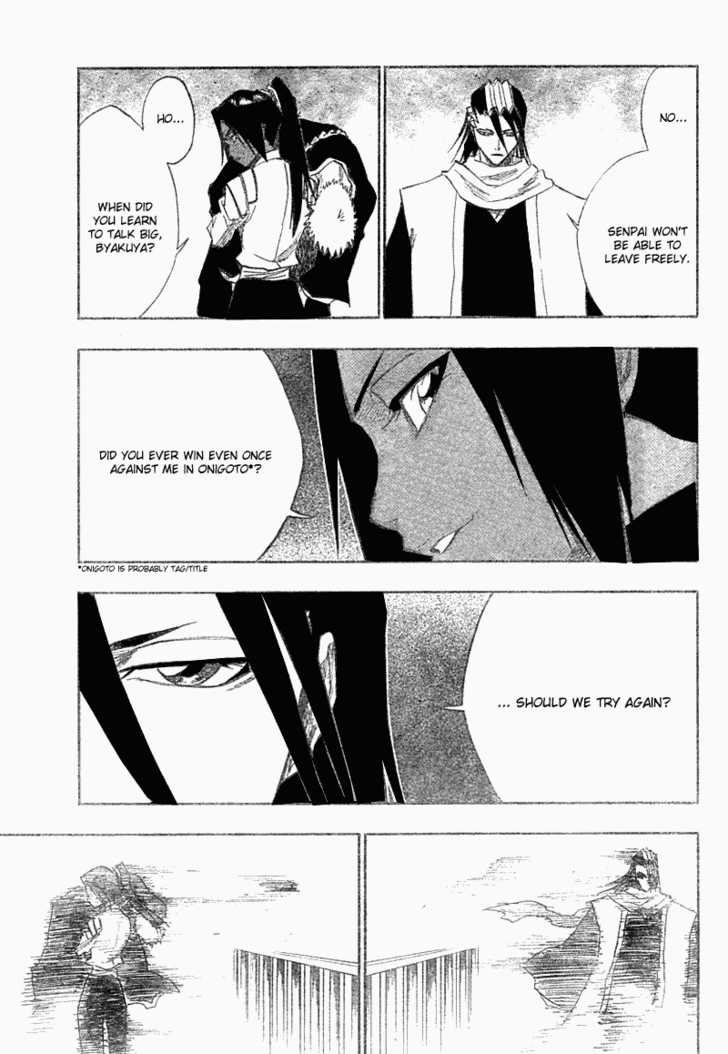 NO...
SENPAI WON'T
BE ABLE TO
LEAVE FREELY.
HO...
WHEN DID
YOU LEARN
TO TALK BIG,
BYAKUYA?
DID YOU EVER WIN EVEN ONCE
AGAINST ME IN ONIGOTO*?
*ONIGOTO IS PROBABLY TAG/TITLE
... SHOULD WE TRY AGAIN?